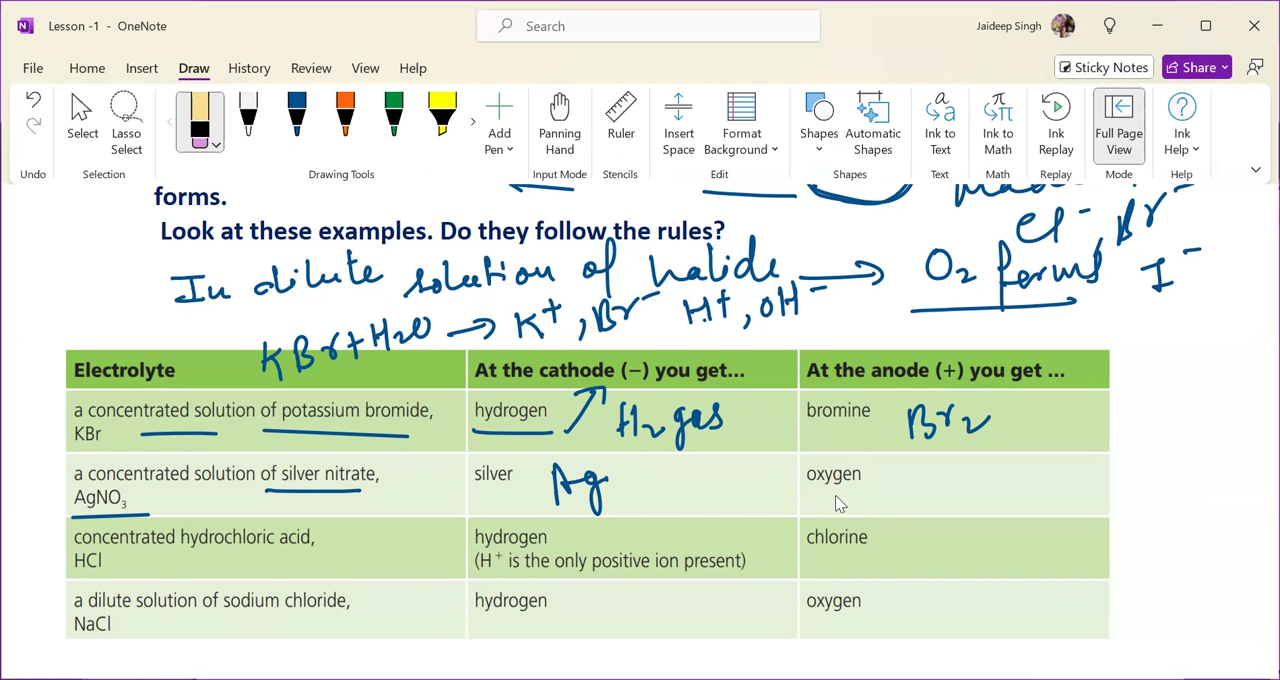 Lesson -1 - OneNote
Search
Jaideep Singh
File Home Insert Draw History Review View Help
Sticky Notes Share
Select Lasso Select Add Pen Panning Hand Ruler Insert Space Format Background Shapes Automatic Shapes Ink to Text Ink to Math Ink Replay Full Page View Ink Help
Undo Selection Drawing Tools Input Mode Stencils Edit Shapes Text Math Replay Mode Help
forms.
Cl⁻, Br⁻
Look at these examples. Do they follow the rules?
In dilute solution of halide → O2 forms I⁻
KBr+H2O → K+, Br⁻ H+, OH⁻
Electrolyte At the cathode (−) you get... At the anode (+) you get ...
a concentrated solution of potassium bromide, KBr
hydrogen H2 gas
bromine Br2
a concentrated solution of silver nitrate, AgNO₃
silver Ag
oxygen
concentrated hydrochloric acid, HCl
hydrogen
(H⁺ is the only positive ion present)
chlorine
a dilute solution of sodium chloride, NaCl
hydrogen
oxygen